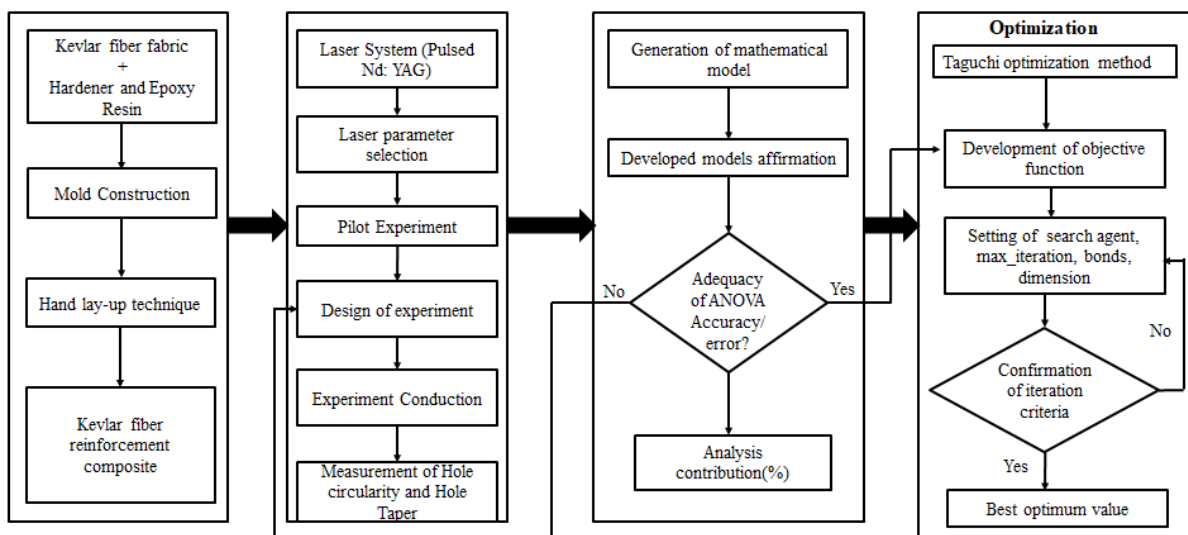 Kevlar fiber fabric
+
Hardener and Epoxy
Resin
Mold Construction
Hand lay-up technique
Kevlar fiber
reinforcement
composite
Laser System (Pulsed
Nd: YAG)
Laser parameter
selection
Pilot Experiment
Design of experiment
Experiment Conduction
Measurement of Hole
circularity and Hole
Taper
Generation of mathematical
model
Developed models affirmation
No
Adequacy
of ANOVA
Accuracy/
error?
Yes
Analysis
contribution(%)
Optimization
Taguchi optimization method
Development of objective
function
Setting of search agent,
max_iteration, bonds,
dimension
No
Confirmation
of iteration
criteria
Yes
Best optimum value